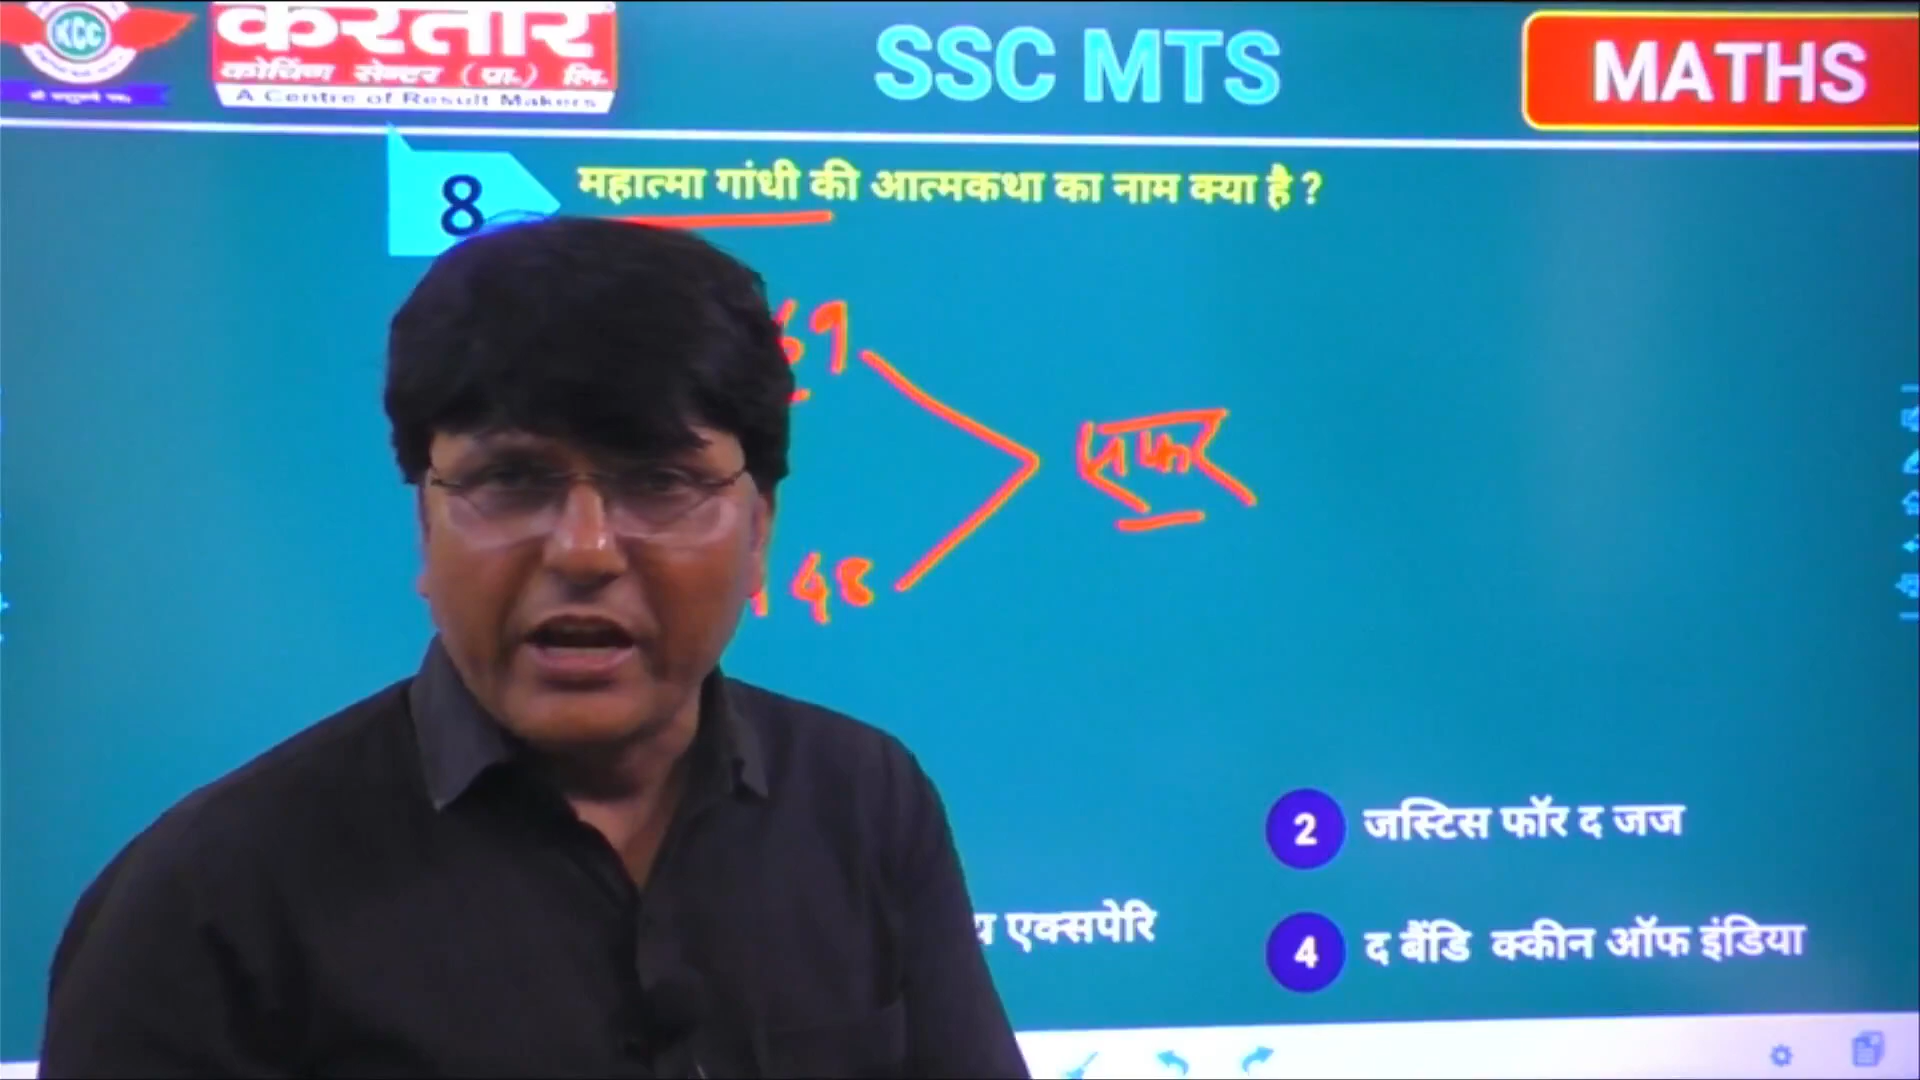 KCC
करतार
कोचिंग सेन्टर (प्रा.) लि.
A Centre of Result Makers
SSC MTS
MATHS
8
महात्मा गांधी की आत्मकथा का नाम क्या है ?
69
सफर
48
2 जस्टिस फॉर द जज
एक्सपेरि
4 द बैंडि क्कीन ऑफ इंडिया